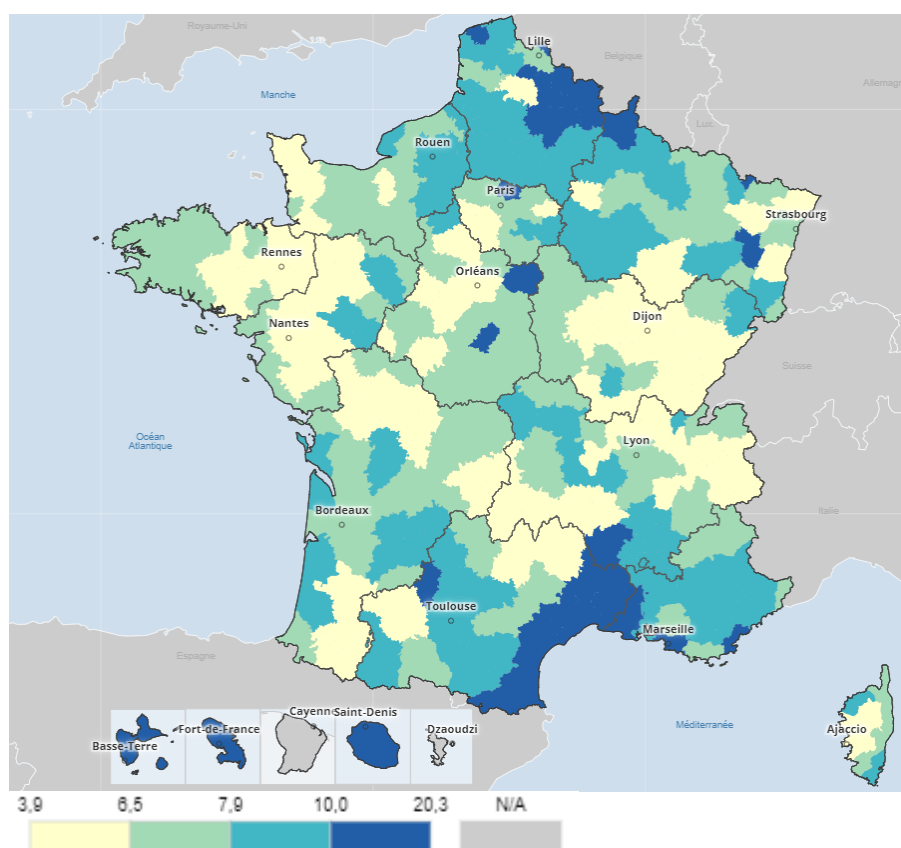 Royaume-Uni
Lille
Belgique
Allemagn
Manche
Lux.
Rouen
Paris
Strasbourg
Rennes
Orléans
Nantes
Dijon
Suisse
Océan
Atlantique
Lyon
Bordeaux
Italie
Toulouse
Marseille
Espagne
Méditerranée
Ajaccio
Cayenn
Saint-Denis
Fort-de-France
Dzaoudzi
Basse-Terre
3,9 6,5 7,9 10,0 20,3 N/A